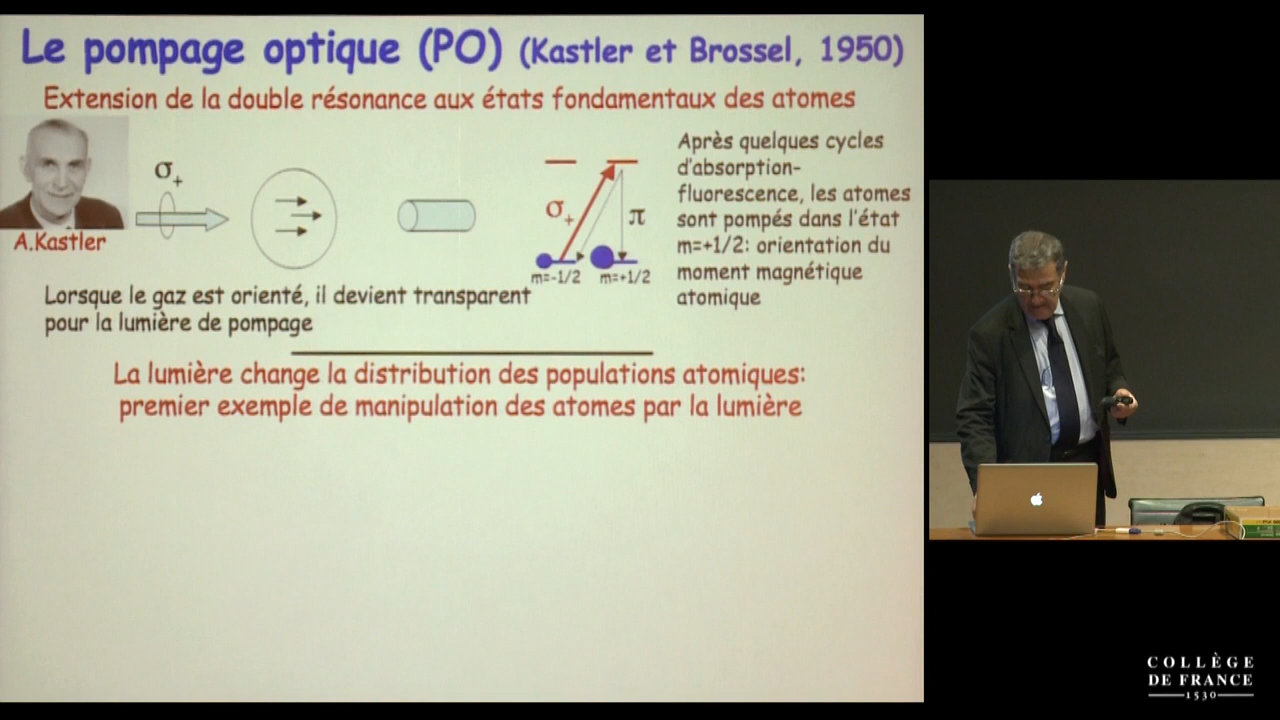 Le pompage optique (PO) (Kastler et Brossel, 1950)
Extension de la double résonance aux états fondamentaux des atomes
σ+
A.Kastler
σ+
π
m=-1/2
m=+1/2
Après quelques cycles
d'absorption-
fluorescence, les atomes
sont pompés dans l'état
m=+1/2: orientation du
moment magnétique
atomique
Lorsque le gaz est orienté, il devient transparent
pour la lumière de pompage
La lumière change la distribution des populations atomiques:
premier exemple de manipulation des atomes par la lumière
COLLÈGE
DE FRANCE
1530